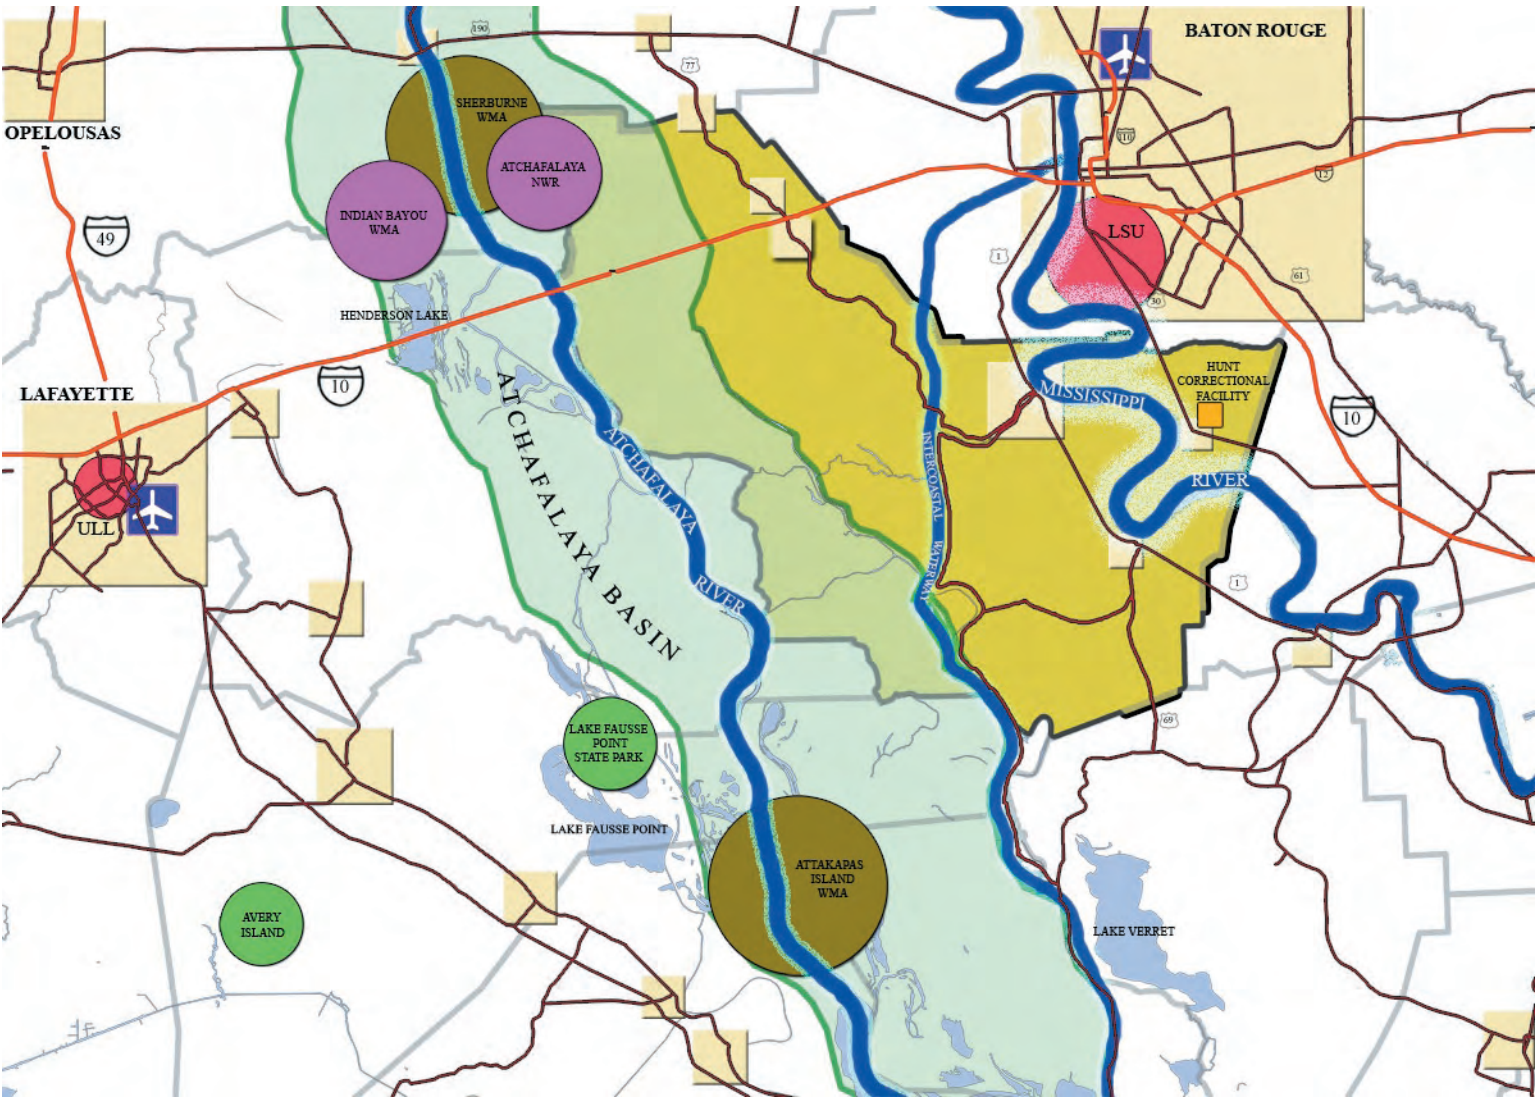 190
BATON ROUGE
77
SHERBURNE
WMA
OPELOUSAS
110
ATCHAFALAYA
NWR
12
INDIAN BAYOU
WMA
49
LSU
1
61
30
HENDERSON LAKE
10
LAFAYETTE
HUNT
CORRECTIONAL
FACILITY
MISSISSIPPI
RIVER
10
ATCHAFALAYA BASIN
ATCHAFALAYA
RIVER
INTERCOASTAL
WATERWAY
ULL
1
69
LAKE FAUSSE
POINT
STATE PARK
LAKE FAUSSE POINT
ATTAKAPAS
ISLAND
WMA
AVERY
ISLAND
LAKE VERRET